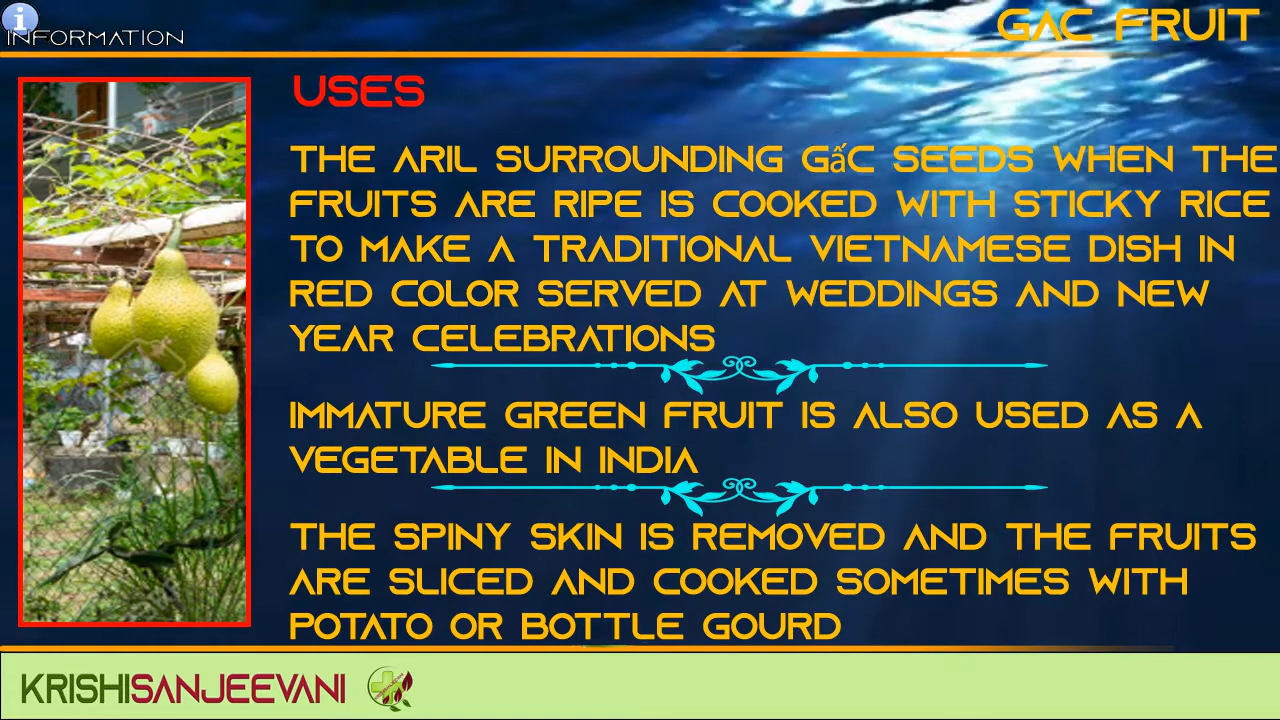 INFORMATION
GAC FRUIT
USES
THE ARIL SURROUNDING GấC SEEDS WHEN THE
FRUITS ARE RIPE IS COOKED WITH STICKY RICE
TO MAKE A TRADITIONAL VIETNAMESE DISH IN
RED COLOR SERVED AT WEDDINGS AND NEW
YEAR CELEBRATIONS
IMMATURE GREEN FRUIT IS ALSO USED AS A
VEGETABLE IN INDIA
THE SPINY SKIN IS REMOVED AND THE FRUITS
ARE SLICED AND COOKED SOMETIMES WITH
POTATO OR BOTTLE GOURD
KRISHISANJEEVANI